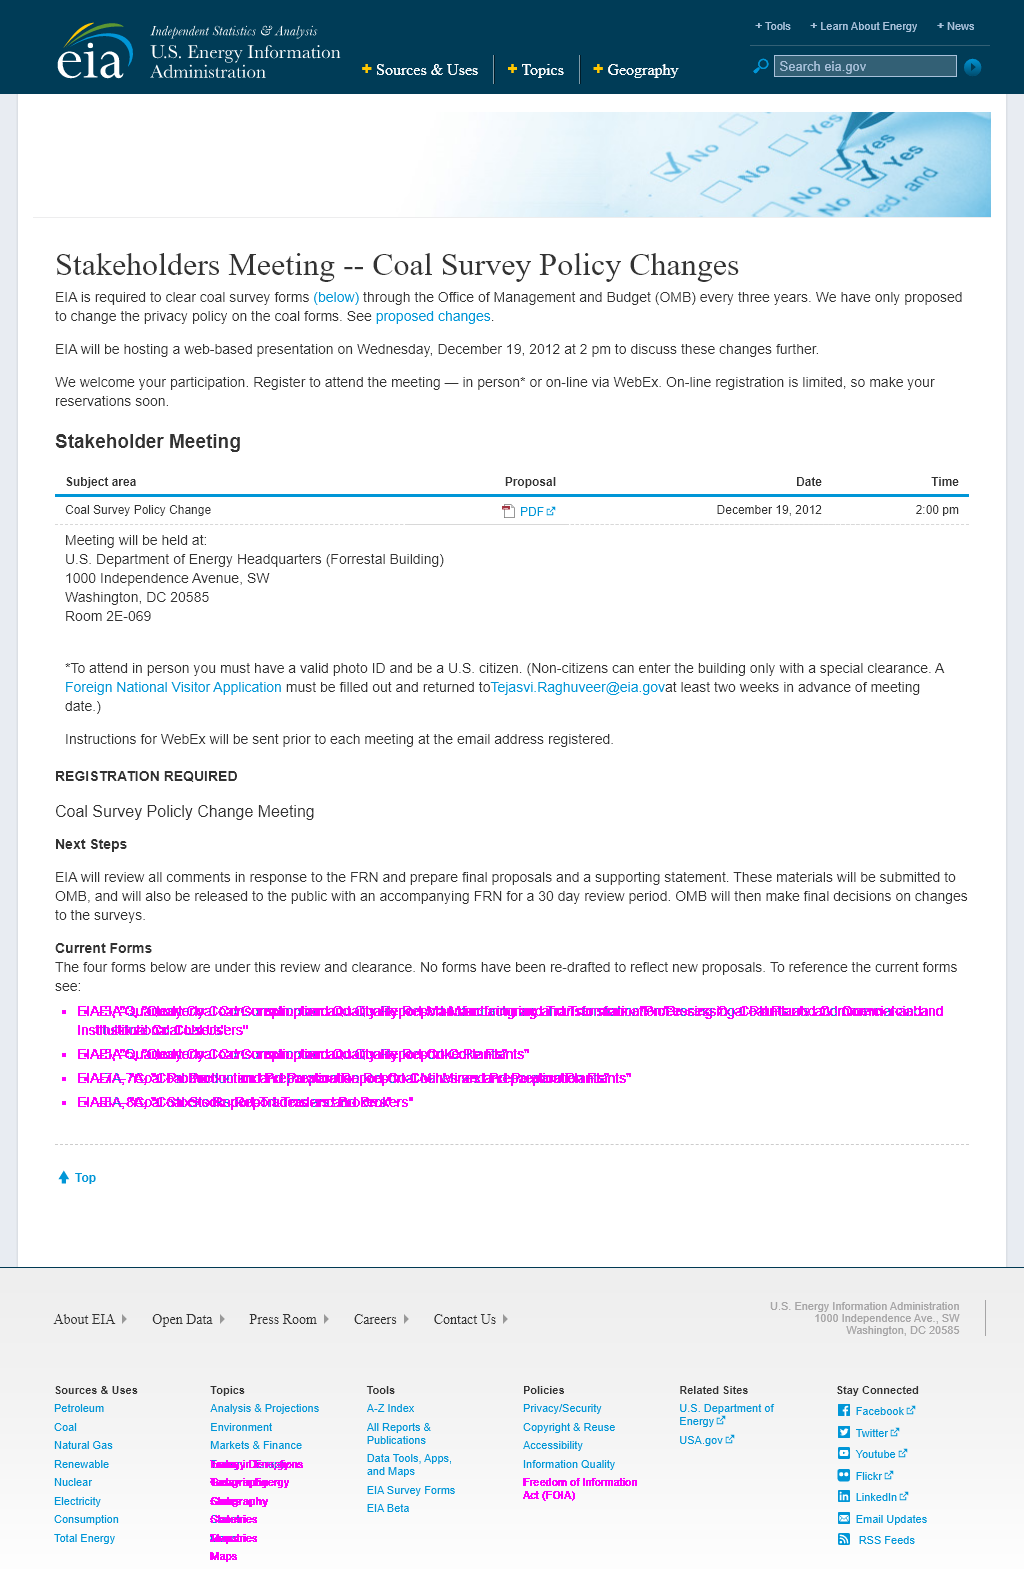 Independent Statistics & Analysis
U.S. Energy Information
Administration
eia
+ Sources & Uses
+ Topics
+ Geography
+ Tools
+ Learn About Energy
+ News
Search eia.gov
No
Yes
No
Yes
No
Yes
Stakeholders Meeting -- Coal Survey Policy Changes
EIA is required to clear coal survey forms (below) through the Office of Management and Budget (OMB) every three years. We have only proposed
to change the privacy policy on the coal forms. See proposed changes.
EIA will be hosting a web-based presentation on Wednesday, December 19, 2012 at 2 pm to discuss these changes further.
We welcome your participation. Register to attend the meeting — in person* or on-line via WebEx. On-line registration is limited, so make your
reservations soon.
Stakeholder Meeting
Subject area Proposal Date Time
Coal Survey Policy Change PDF December 19, 2012 2:00 pm
Meeting will be held at:
U.S. Department of Energy Headquarters (Forrestal Building)
1000 Independence Avenue, SW
Washington, DC 20585
Room 2E-069
*To attend in person you must have a valid photo ID and be a U.S. citizen. (Non-citizens can enter the building only with a special clearance. A
Foreign National Visitor Application must be filled out and returned toTejasvi.Raghuveer@eia.govat least two weeks in advance of meeting
date.)
Instructions for WebEx will be sent prior to each meeting at the email address registered.
REGISTRATION REQUIRED
Coal Survey Policly Change Meeting
Next Steps
EIA will review all comments in response to the FRN and prepare final proposals and a supporting statement. These materials will be submitted to
OMB, and will also be released to the public with an accompanying FRN for a 30 day review period. OMB will then make final decisions on changes
to the surveys.
Current Forms
The four forms below are under this review and clearance. No forms have been re-drafted to reflect new proposals. To reference the current forms
see:
Top
About EIA
Open Data
Press Room
Careers
Contact Us
U.S. Energy Information Administration
1000 Independence Ave., SW
Washington, DC 20585
Sources & Uses
Petroleum
Coal
Natural Gas
Renewable
Nuclear
Electricity
Consumption
Total Energy
Topics
Analysis & Projections
Environment
Markets & Finance
Maps
Tools
A-Z Index
All Reports &
Publications
Data Tools, Apps,
and Maps
EIA Survey Forms
EIA Beta
Policies
Privacy/Security
Copyright & Reuse
Accessibility
Information Quality
Freedom of Information
Act (FOIA)
Related Sites
U.S. Department of
Energy
USA.gov
Stay Connected
Facebook
Twitter
Youtube
Flickr
LinkedIn
Email Updates
RSS Feeds